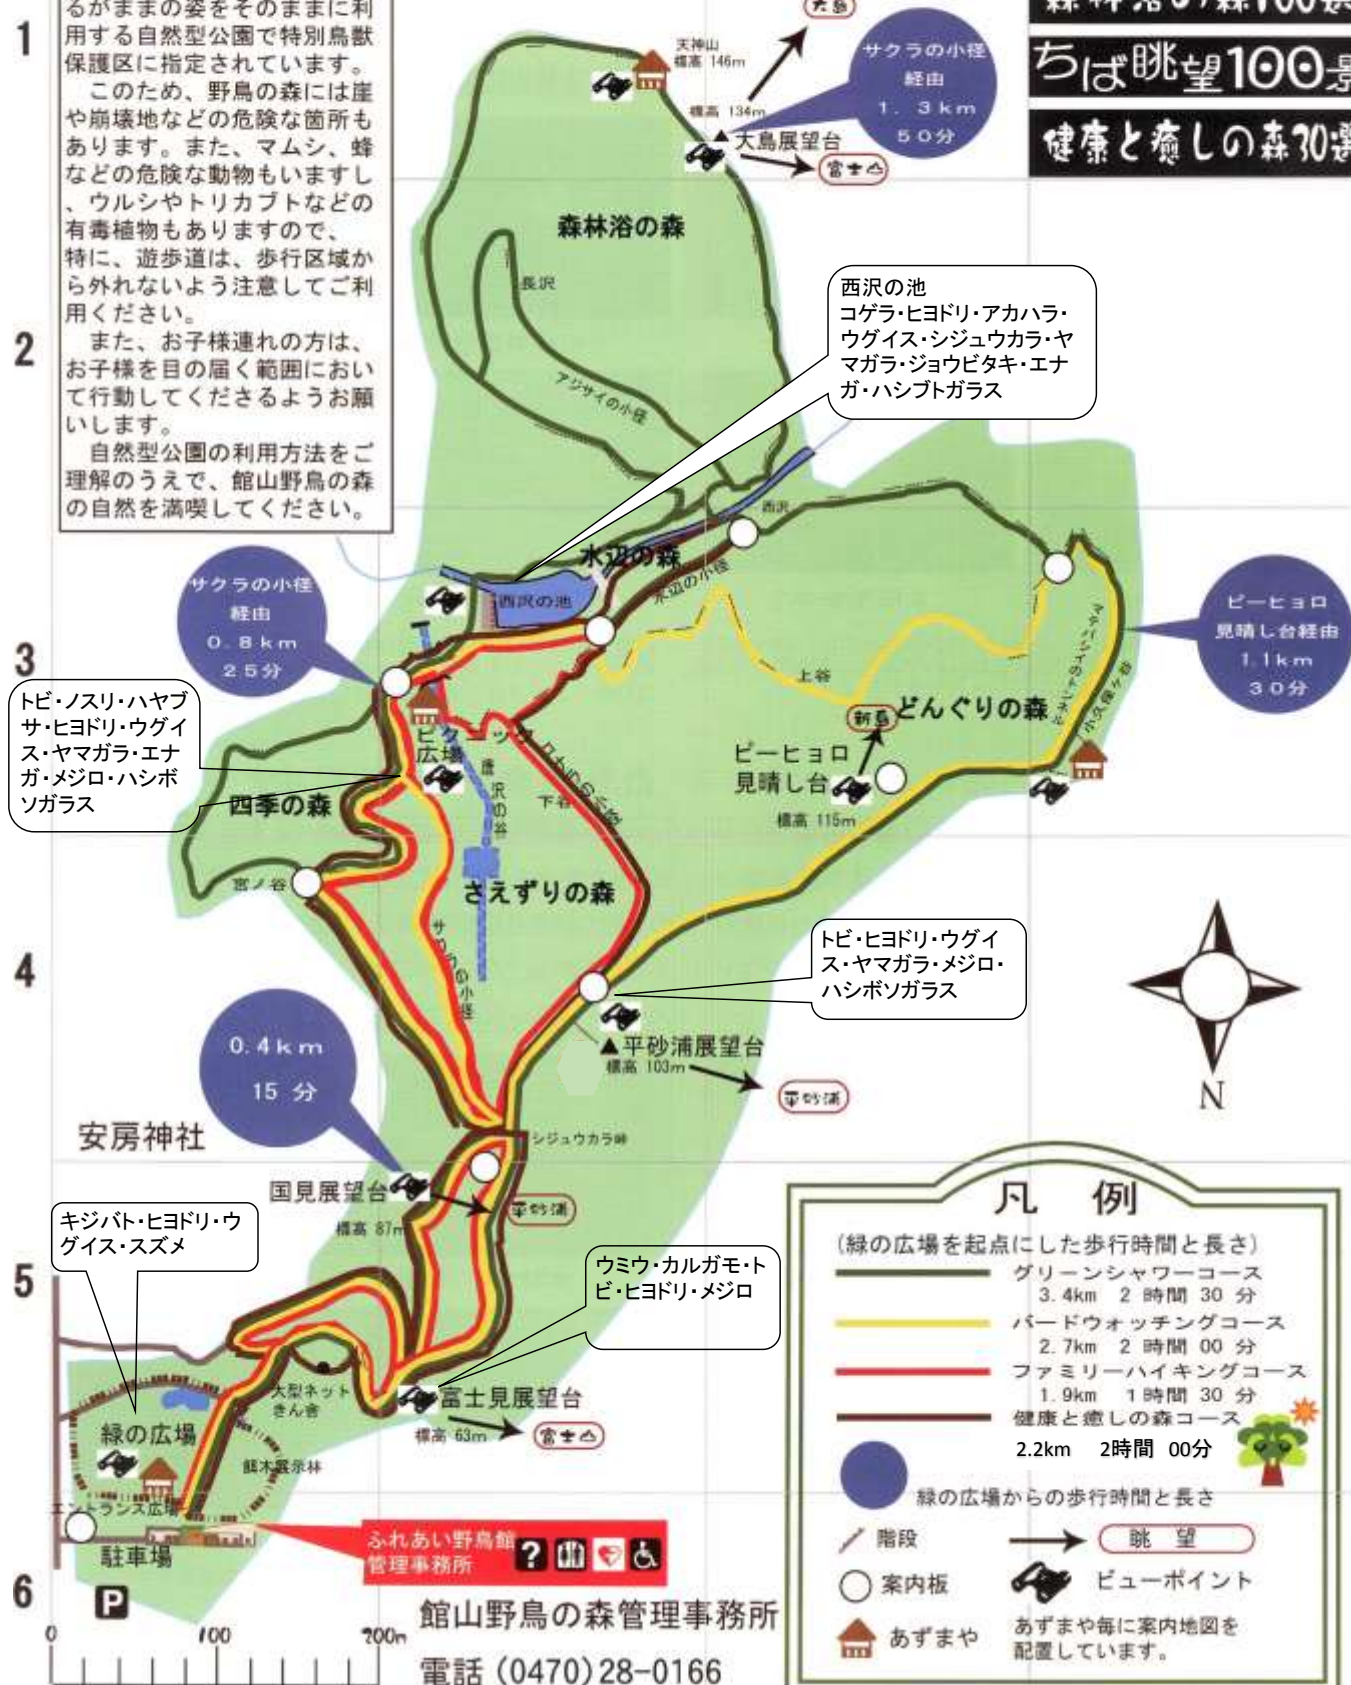 1
2
3
4
5
6
るがままの姿をそのままに利
用する自然型公園で特別鳥獣
保護区に指定されています。
このため、野鳥の森には崖
や崩壊地などの危険な箇所も
あります。また、マムシ、蜂
などの危険な動物もいますし
、ウルシやトリカブトなどの
有毒植物もありますので、
特に、遊歩道は、歩行区域か
ら外れないよう注意してご利
用ください。
また、お子様連れの方は、
お子様を目の届く範囲におい
て行動してくださるようお願
いします。
自然型公園の利用方法をご
理解のうえで、館山野鳥の森
の自然を満喫してください。
森林浴の森100選
ちば眺望100景
健康と癒しの森30選
大島
天神山
標高 146m
標高 134m
大島展望台
富士山
サクラの小径
経由
1.3km
50分
森林浴の森
長沢
アジサイの小径
西沢の池
コゲラ・ヒヨドリ・アカハラ・
ウグイス・シジュウカラ・ヤ
マガラ・ジョウビタキ・エナ
ガ・ハシブトガラス
西沢
水辺の森
水辺の小径
西沢の池
サクラの小径
経由
0.8km
25分
ピーヒョロ
見晴し台経由
1.1km
30分
トビ・ノスリ・ハヤブ
サ・ヒヨドリ・ウグイ
ス・ヤマガラ・エナ
ガ・メジロ・ハシボ
ソガラス
ピクニック
広場
四季の森
宮ノ谷
唐沢の谷
下谷
上谷
どんぐりの森
新島
ピーヒョロ
見晴し台
標高 115m
マテバシイのトンネル
さえずりの森
サクラの小径
トビ・ヒヨドリ・ウグイ
ス・ヤマガラ・メジロ・
ハシボソガラス
平砂浦展望台
標高 103m
平砂浦
N
0.4km
15 分
安房神社
シジュウカラ峠
国見展望台
標高 87m
平砂浦
キジバト・ヒヨドリ・ウ
グイス・スズメ
ウミウ・カルガモ・ト
ビ・ヒヨドリ・メジロ
大型ネット
きん舎
富士見展望台
標高 63m
富士山
緑の広場
餌木展示林
エントランス広場
駐車場
P
ふれあい野鳥館
管理事務所
?
館山野鳥の森管理事務所
電話 (0470)28-0166
0 100 200m
凡 例
(緑の広場を起点にした歩行時間と長さ)
グリーンシャワーコース
3.4km 2 時間 30 分
バードウォッチングコース
2.7km 2 時間 00 分
ファミリーハイキングコース
1.9km 1 時間 30 分
健康と癒しの森コース
2.2km 2時間 00分
緑の広場からの歩行時間と長さ
階段
眺 望
案内板
ビューポイント
あずまや
あずまや毎に案内地図を
配置しています。